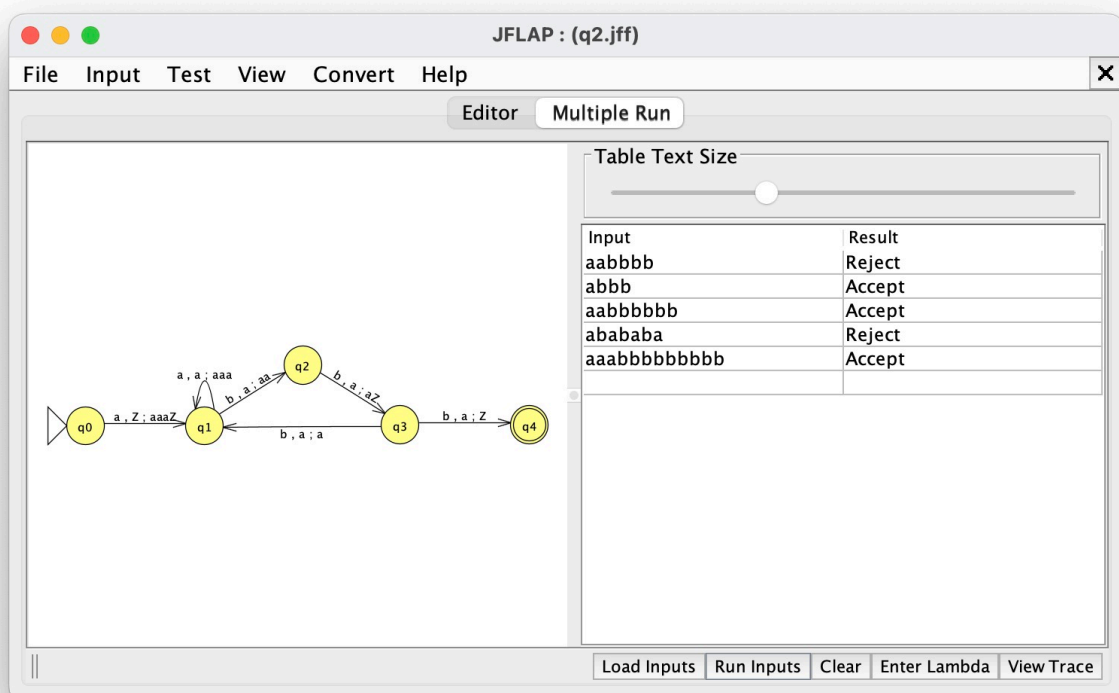 JFLAP : (q2.jff)
File Input Test View Convert Help
Editor Multiple Run
a , a ; aaa
q2
b , a ; aa
b , a ; aZ
q0
a , Z ; aaaZ
q1
b , a ; a
q3
b , a ; Z
q4
Table Text Size
Input Result
aabbbb Reject
abbb Accept
aabbbbbb Accept
abababa Reject
aaabbbbbbbbb Accept
Load Inputs Run Inputs Clear Enter Lambda View Trace